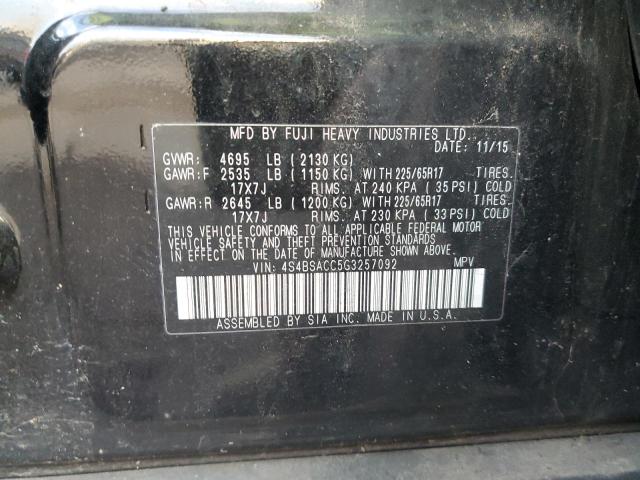 MFD BY FUJI HEAVY INDUSTRIES LTD.
DATE: 11/15
GVWR: 4695 LB (2130 KG)
GAWR:F 2535 LB (1150 KG) WITH 225/65R17 TIRES.
17X7J RIMS. AT 240 KPA (35 PSI) COLD
GAWR:R 2645 LB (1200 KG) WITH 225/65R17 TIRES.
17X7J RIMS. AT 230 KPA (33 PSI) COLD
THIS VEHICLE CONFORMS TO ALL APPLICABLE FEDERAL MOTOR
VEHICLE SAFETY AND THEFT PREVENTION STANDARDS
IN EFFECT ON THE DATE OF MANUFACTURE SHOWN ABOVE.
VIN: 4S4BSACC5G3257092 MPV
ASSEMBLED BY SIA INC. MADE IN U.S.A.